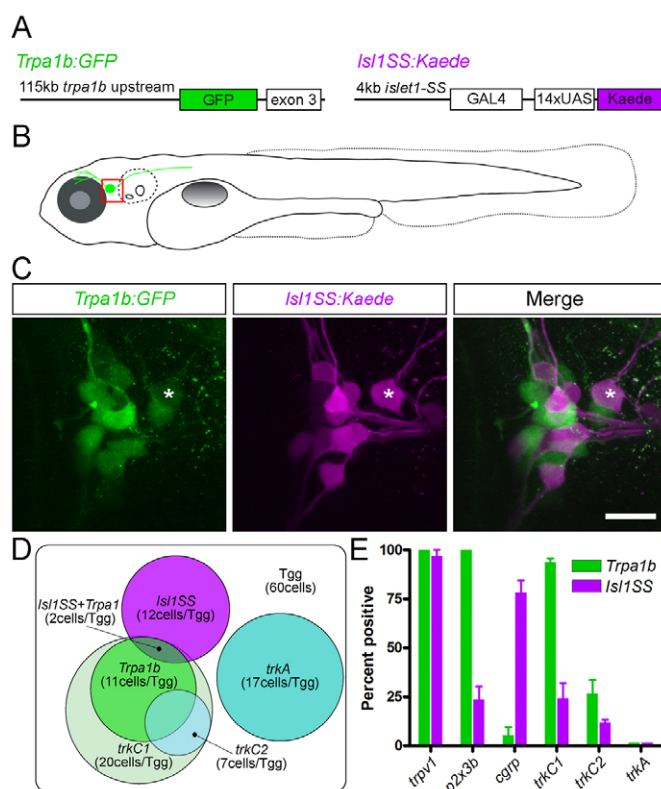 A
Trpa1b:GFP
Isl1SS:Kaede
115kb trpa1b upstream
GFP
exon 3
4kb islet1-SS
GAL4
14xUAS
Kaede
B
C
Trpa1b:GFP
Isl1SS:Kaede
Merge
*
*
*
D
Isl1SS
(12cells/Tgg)
Tgg
(60cells)
Isl1SS+Trpa1
(2cells/Tgg)
Trpa1b
(11cells/Tgg)
trkA
(17cells/Tgg)
trkC1
(20cells/Tgg)
trkC2
(7cells/Tgg)
E
Percent positive
100
75
50
25
0
Trpa1b
Isl1SS
trpv1
p2x3b
cgrp
trkC1
trkC2
trkA